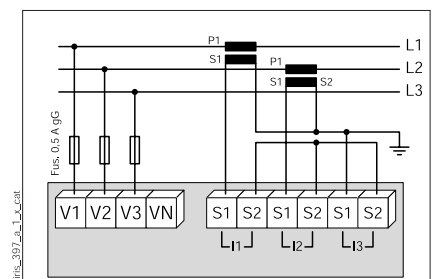 P1
L1
S1
P1
L2
S1 S2
L3
Fus. 0,5 A gG
V1 V2 V3 VN S1 S2 S1 S2 S1 S2
I1 I2 I3
iris_397_a_1_x_cat